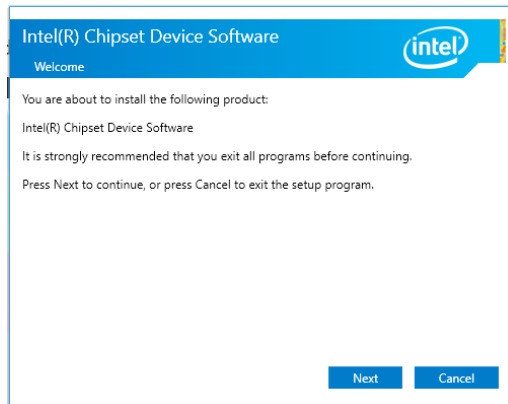 Intel(R) Chipset Device Software
intel
Welcome
You are about to install the following product:
Intel(R) Chipset Device Software
It is strongly recommended that you exit all programs before continuing.
Press Next to continue, or press Cancel to exit the setup program.
Next
Cancel